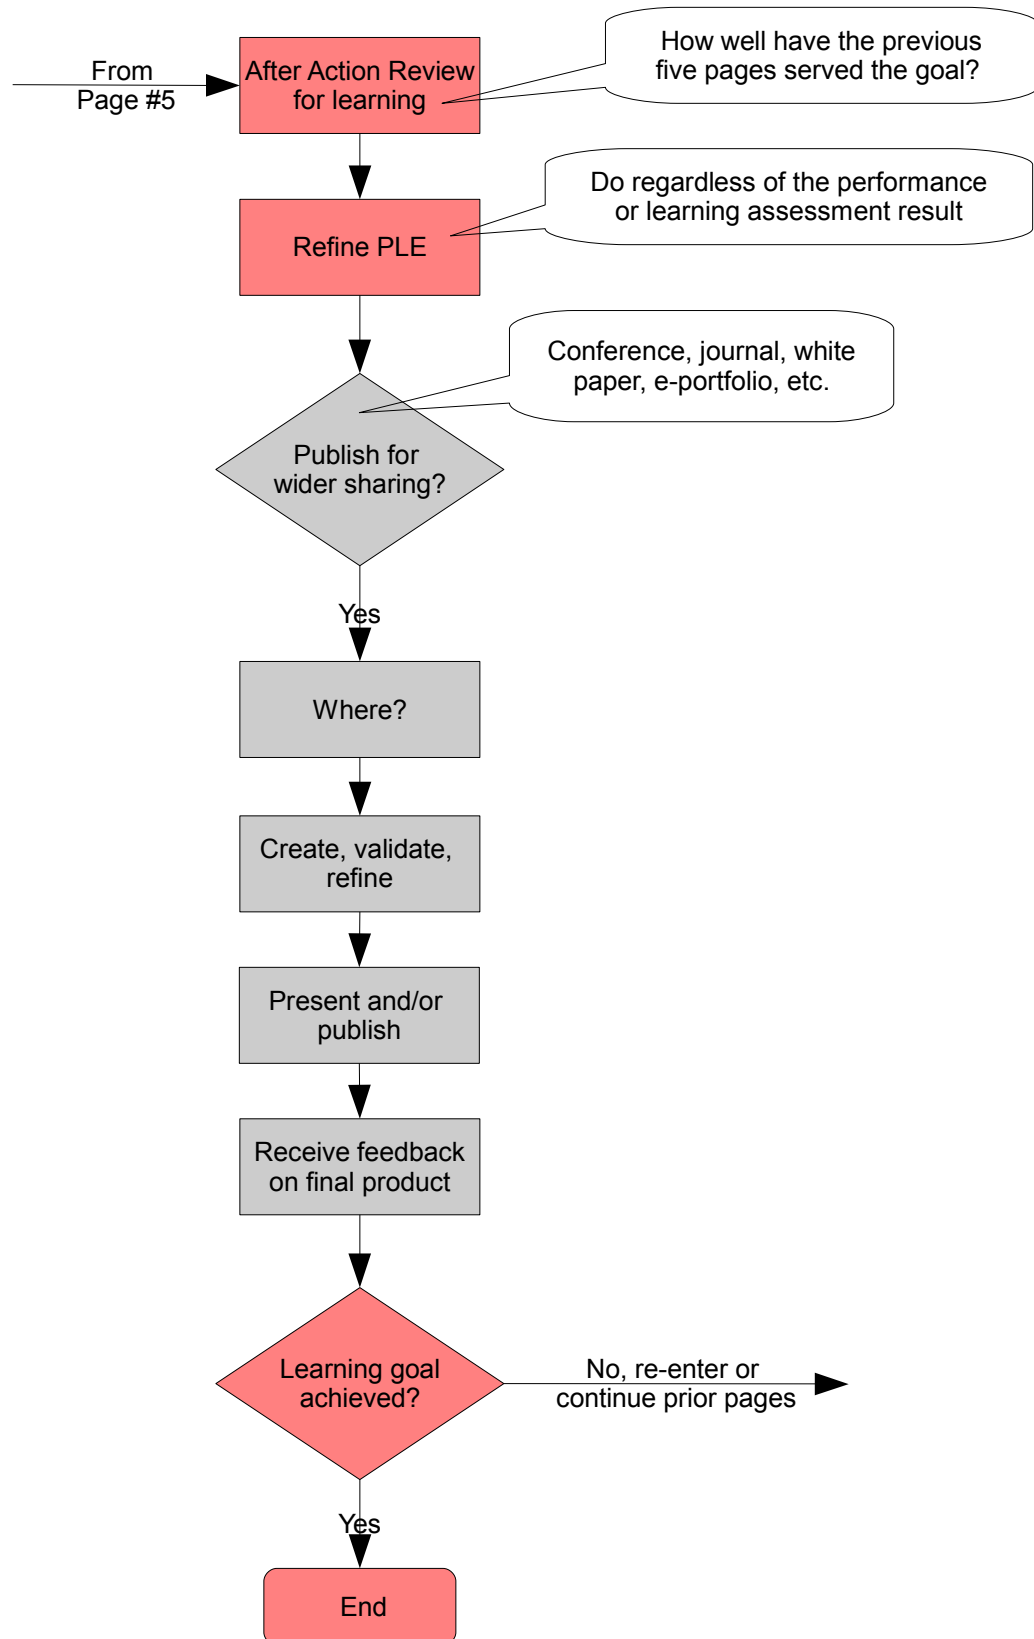 From
Page #5
After Action Review
for learning
How well have the previous
five pages served the goal?
Refine PLE
Do regardless of the performance
or learning assessment result
Conference, journal, white
paper, e-portfolio, etc.
Publish for
wider sharing?
Yes
Where?
Create, validate,
refine
Present and/or
publish
Receive feedback
on final product
Learning goal
achieved?
No, re-enter or
continue prior pages
Yes
End